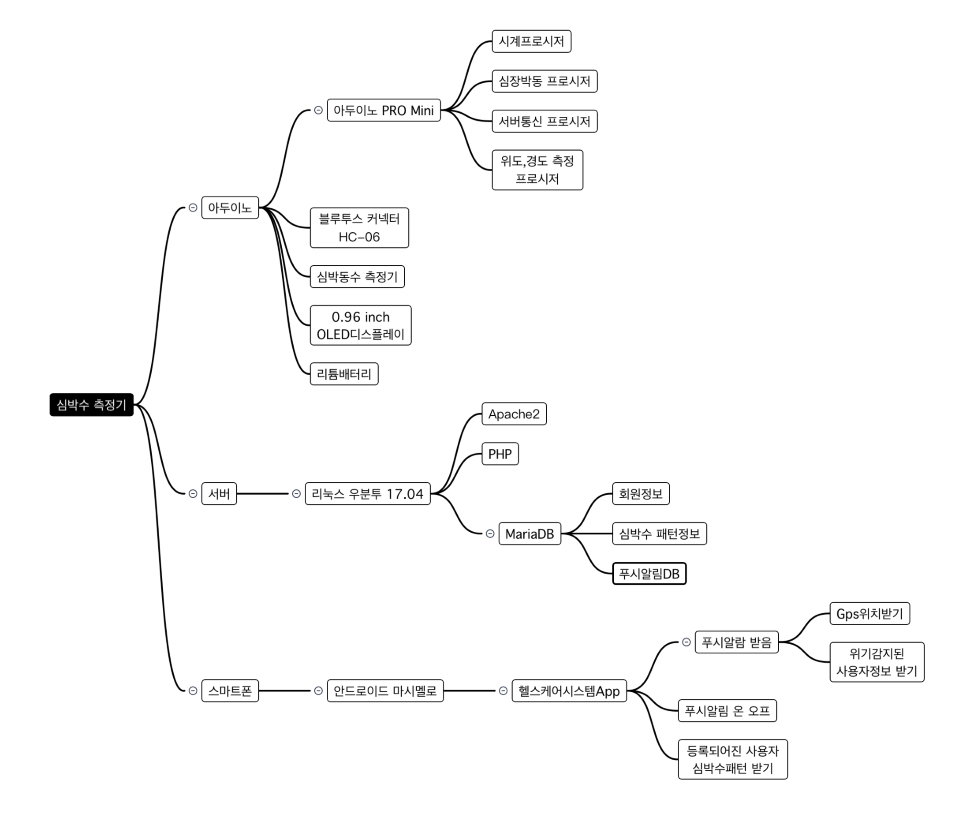 시계프로시저
심장박동 프로시저
아두이노 PRO Mini
서버통신 프로시저
위도,경도 측정
프로시저
아두이노
블루투스 커넥터
HC-06
심박동수 측정기
0.96 inch
OLED디스플레이
리튬배터리
심박수 측정기
Apache2
PHP
서버
리눅스 우분투 17.04
회원정보
MariaDB
심박수 패턴정보
푸시알림DB
Gps위치받기
푸시알람 받음
위기감지된
사용자정보 받기
스마트폰
안드로이드 마시멜로
헬스케어시스템App
푸시알림 온 오프
등록되어진 사용자
심박수패턴 받기